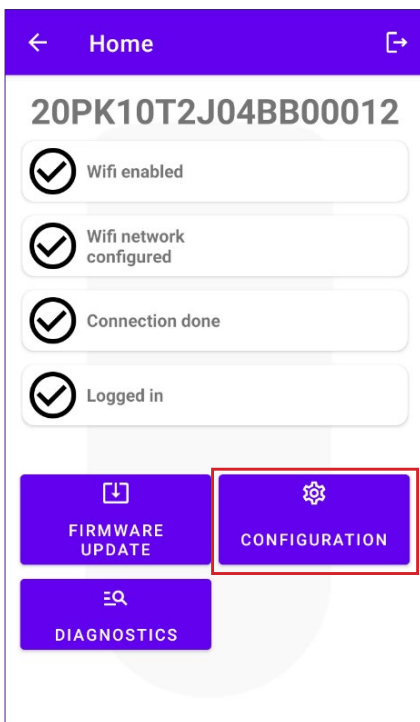 Home
20PK10T2J04BB00012
Wifi enabled
Wifi network
configured
Connection done
Logged in
FIRMWARE
UPDATE
CONFIGURATION
DIAGNOSTICS